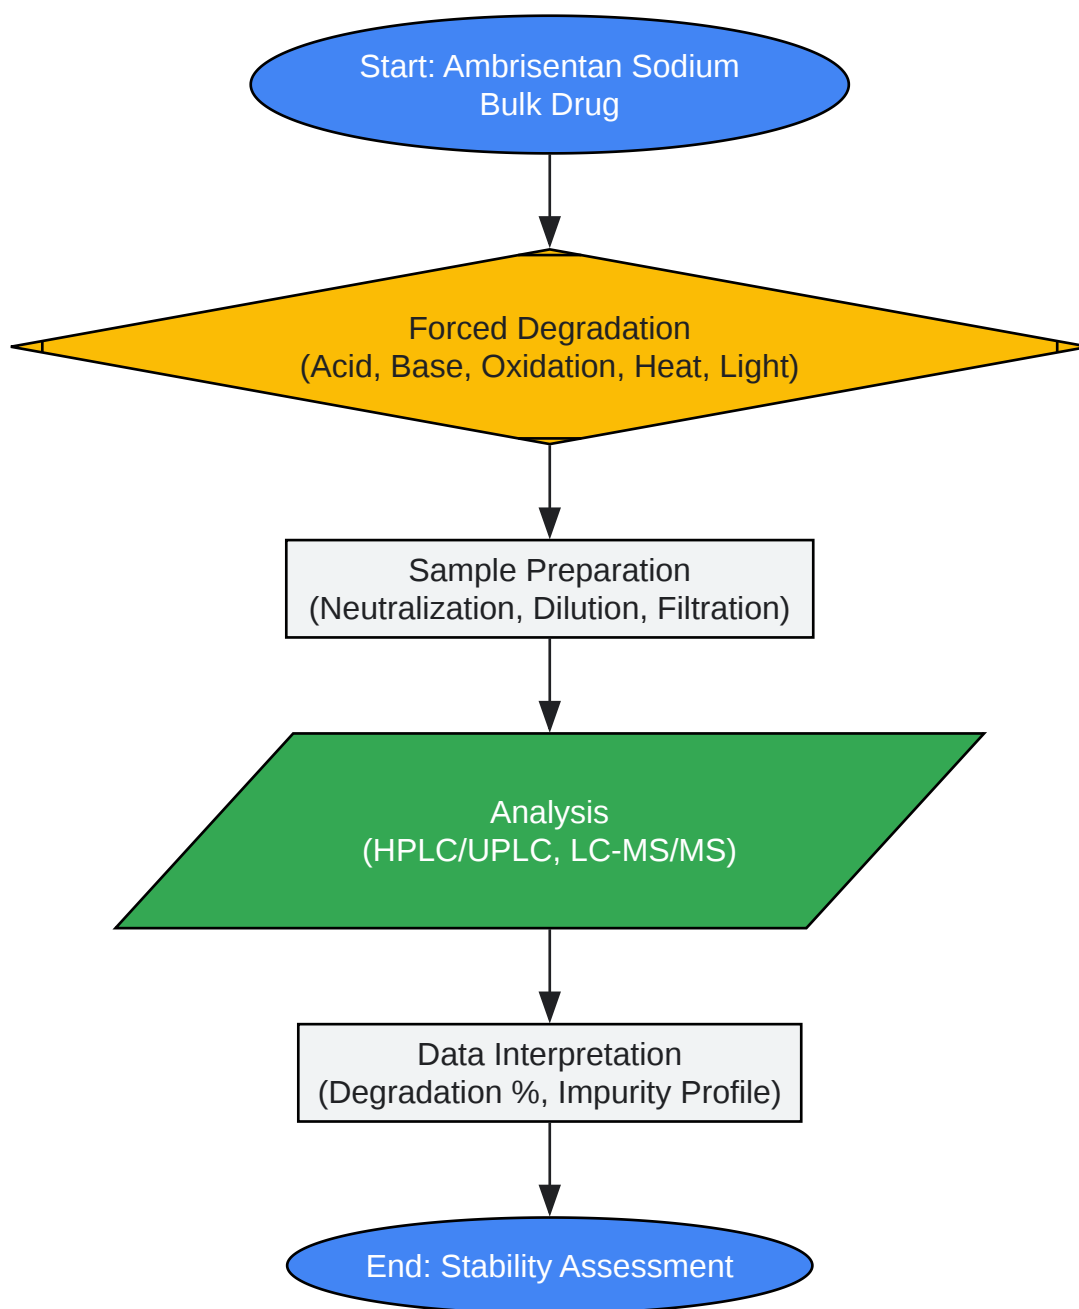 Start: Ambrisentan Sodium
Bulk Drug
Forced Degradation
(Acid, Base, Oxidation, Heat, Light)
Sample Preparation
(Neutralization, Dilution, Filtration)
Analysis
(HPLC/UPLC, LC-MS/MS)
Data Interpretation
(Degradation %, Impurity Profile)
End: Stability Assessment